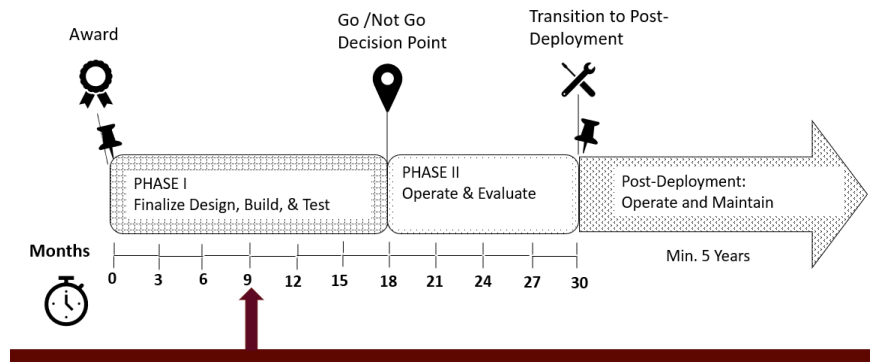 Award
Go /Not Go
Decision Point
Transition to Post-
Deployment
PHASE I
Finalize Design, Build, & Test
PHASE II
Operate & Evaluate
Post-Deployment:
Operate and Maintain
Months
0 3 6 9 12 15 18 21 24 27 30
Min. 5 Years